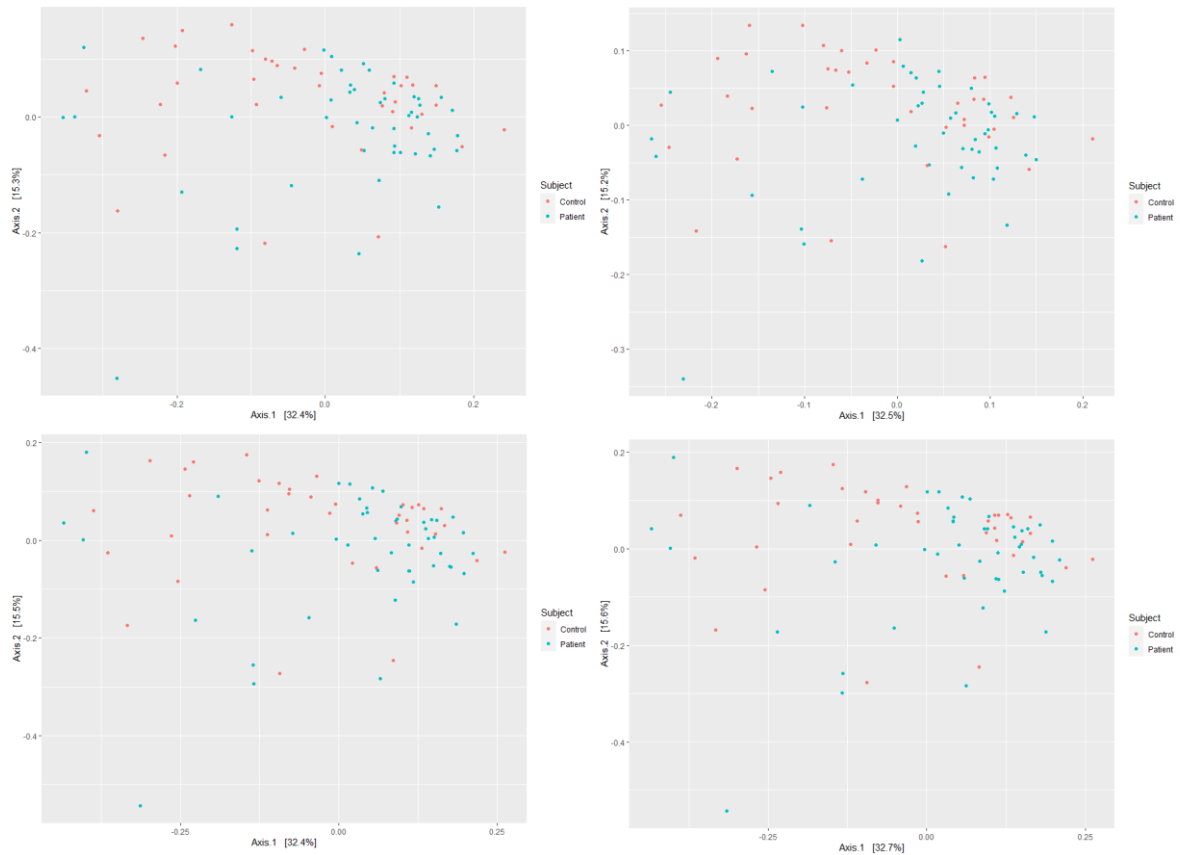 0.0
-0.2
-0.4
Axis.2 [15.3%]
-0.2
0.0
0.2
Axis.1 [32.4%]
Subject
Control
Patient
0.1
0.0
-0.1
-0.2
-0.3
Axis.2 [15.2%]
-0.2
-0.1
0.0
0.1
0.2
Axis.1 [32.5%]
Subject
Control
Patient
0.2
0.0
-0.2
-0.4
Axis.2 [15.5%]
-0.25
0.00
0.25
Axis.1 [32.4%]
Subject
Control
Patient
0.2
0.0
-0.2
-0.4
Axis.2 [15.6%]
-0.25
0.00
0.25
Axis.1 [32.7%]
Subject
Control
Patient